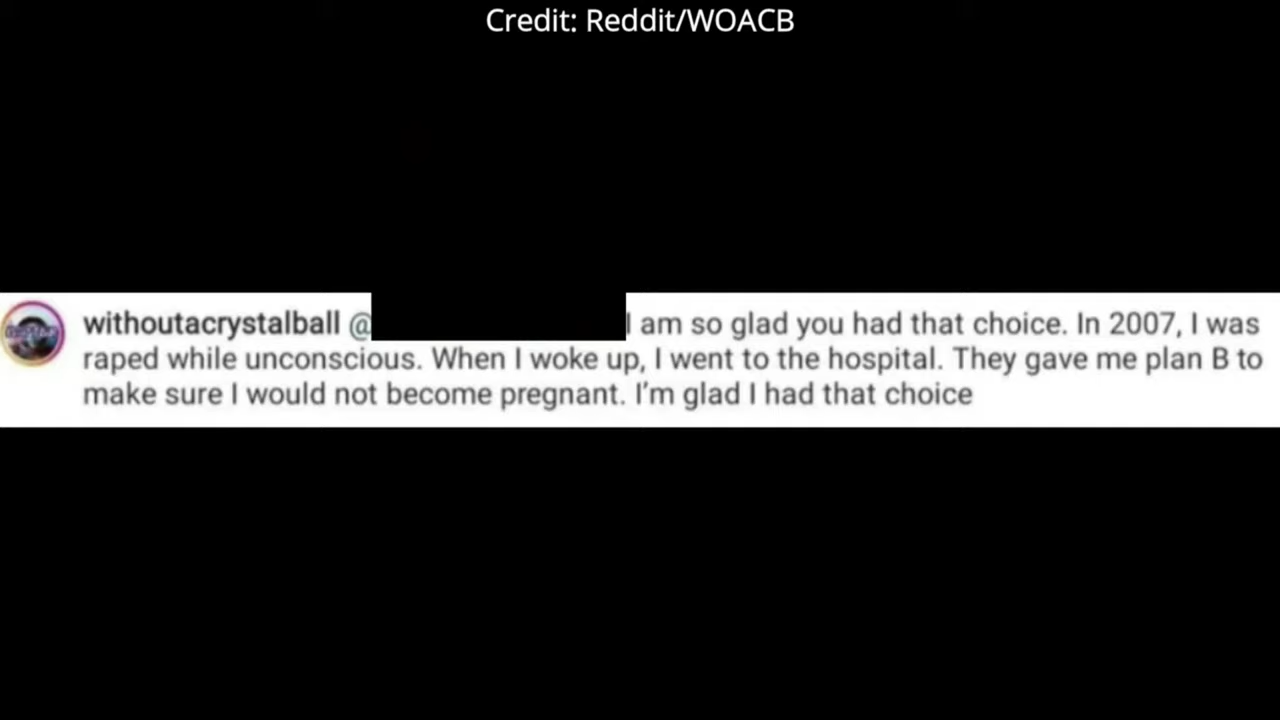 Credit: Reddit/WOACB
withoutacrystalball @ I am so glad you had that choice. In 2007, I was
raped while unconscious. When I woke up, I went to the hospital. They gave me plan B to
make sure I would not become pregnant. I'm glad I had that choice